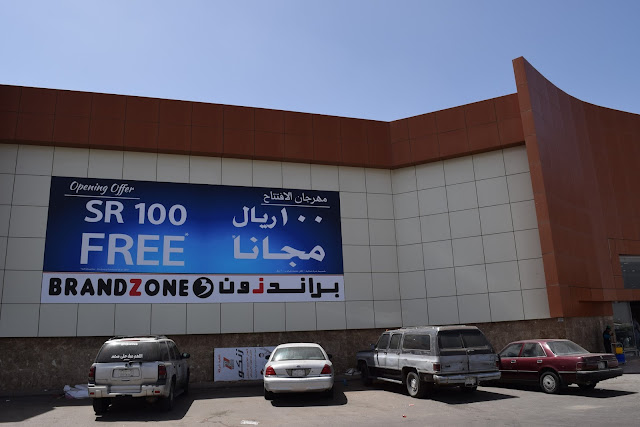 Opening Offer
مهرجان الافتتاح
SR 100
١٠٠ ريال
FREE*
مجانا
BRANDZONE
براندزون